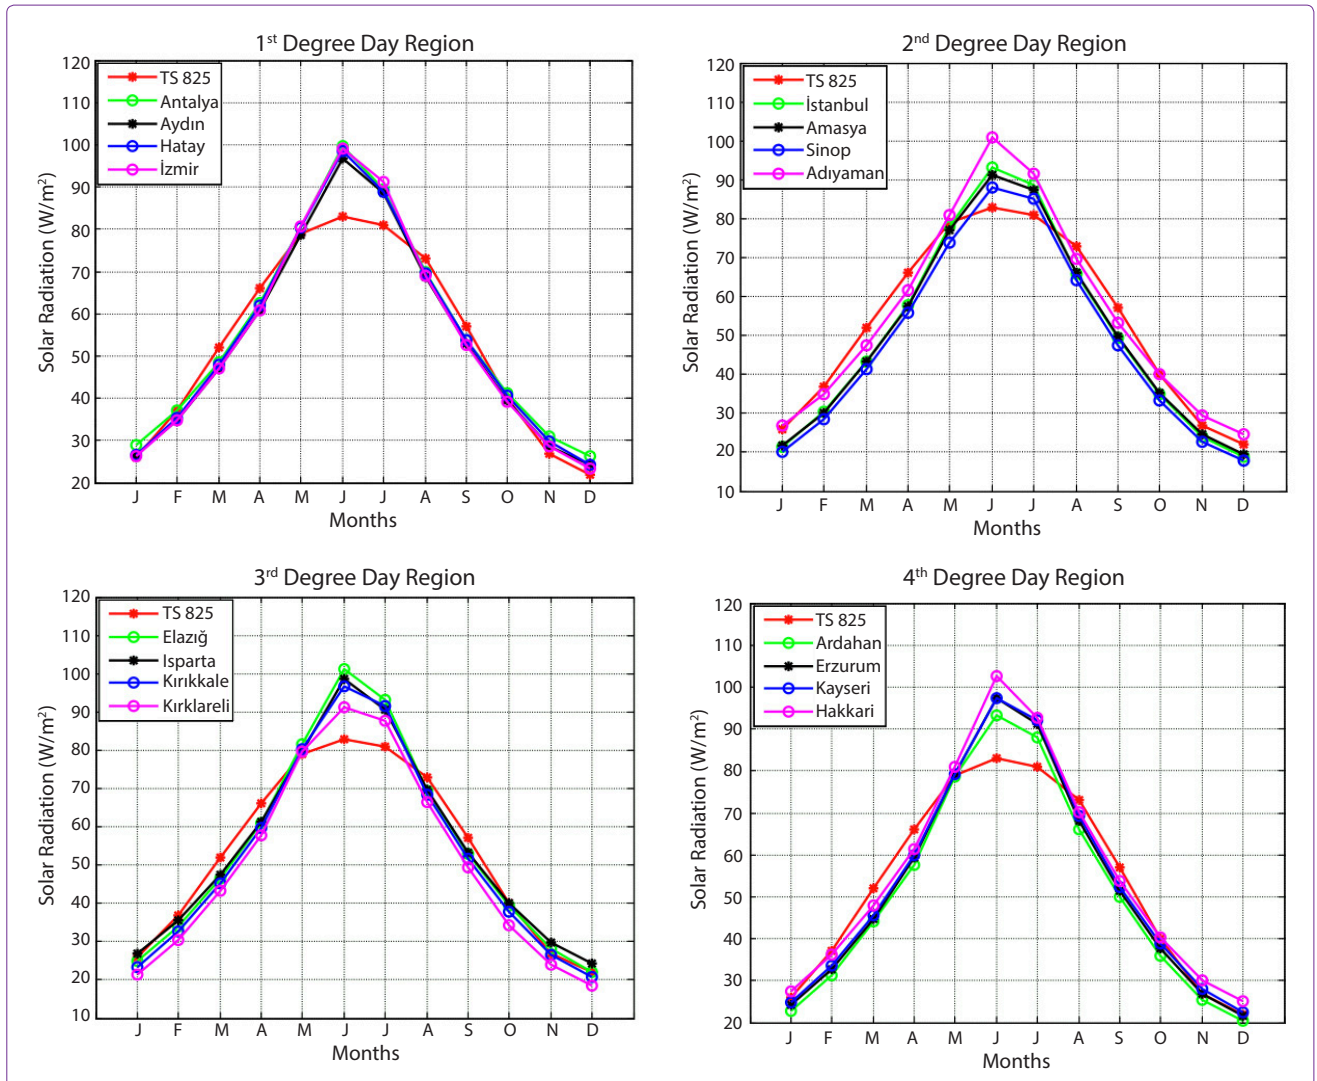 1st Degree Day Region
120
110
100
90
80
70
60
50
40
30
20
Solar Radiation (W/m²)
TS 825
Antalya
Aydın
Hatay
İzmir
J F M A M J J A S O N D
Months
2nd Degree Day Region
120
110
100
90
80
70
60
50
40
30
20
10
Solar Radiation (W/m²)
TS 825
İstanbul
Amasya
Sinop
Adıyaman
J F M A M J J A S O N D
Months
3rd Degree Day Region
120
110
100
90
80
70
60
50
40
30
20
10
Solar Radiation (W/m²)
TS 825
Elazığ
Isparta
Kırıkkale
Kırklareli
J F M A M J J A S O N D
Months
4th Degree Day Region
120
110
100
90
80
70
60
50
40
30
20
Solar Radiation (W/m²)
TS 825
Ardahan
Erzurum
Kayseri
Hakkari
J F M A M J J A S O N D
Months